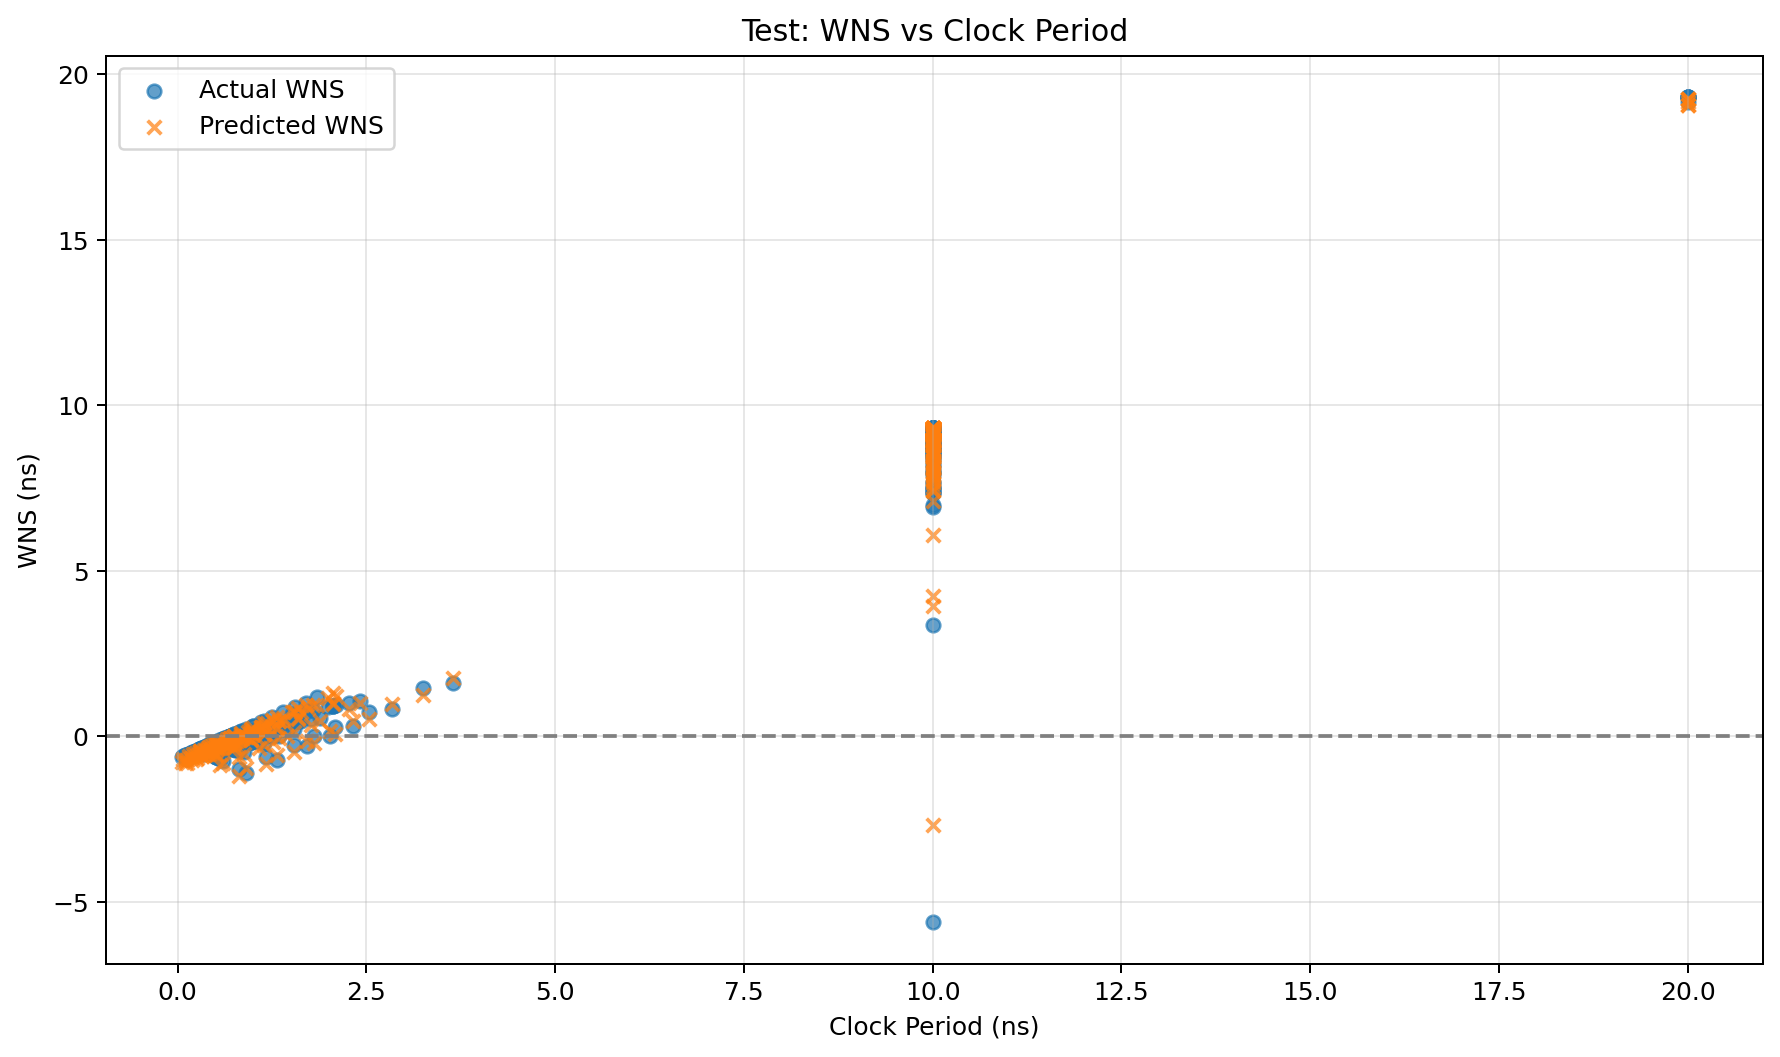 Test: WNS vs Clock Period
Actual WNS
Predicted WNS
WNS (ns)
20
15
10
5
0
−5
0.0 2.5 5.0 7.5 10.0 12.5 15.0 17.5 20.0
Clock Period (ns)